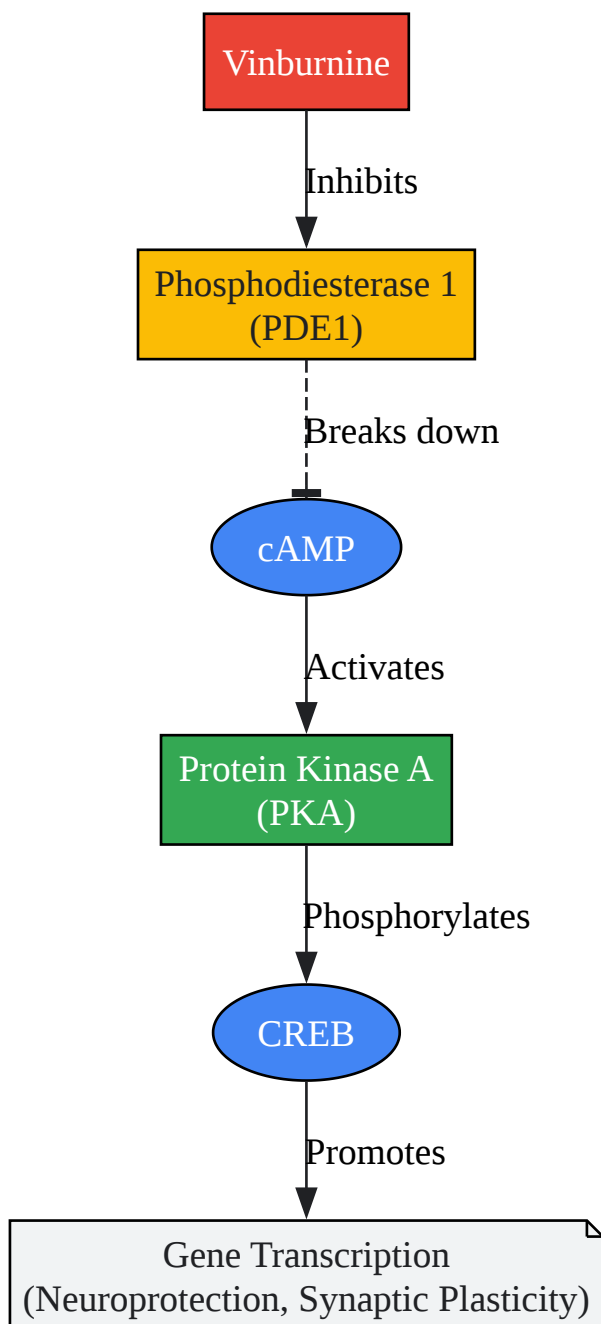 Vinburnine
Inhibits
Phosphodiesterase 1
(PDE1)
Breaks down
cAMP
Activates
Protein Kinase A
(PKA)
Phosphorylates
CREB
Promotes
Gene Transcription
(Neuroprotection, Synaptic Plasticity)